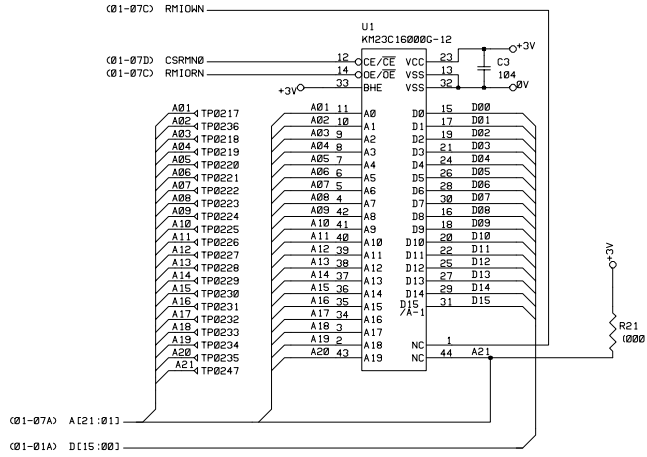 (01-07C) RMIOWN
U1
KM23C16000G-12
(01-07D) CSRMN0 12 CE/CE VCC 23 +3V
(01-07C) RMIORN 14 OE/OE VSS 13 C3
+3V 33 BHE VSS 32 104 0V
A01 TP0217 A01 11 A0 D0 15 D00
A02 TP0236 A02 10 A1 D1 17 D01
A03 TP0218 A03 9 A2 D2 19 D02
A04 TP0219 A04 8 A3 D3 21 D03
A05 TP0220 A05 7 A4 D4 24 D04
A06 TP0221 A06 6 A5 D5 26 D05
A07 TP0222 A07 5 A6 D6 28 D06
A08 TP0223 A08 4 A7 D7 30 D07
A09 TP0224 A09 42 A8 D8 16 D08
A10 TP0225 A10 41 A9 D9 18 D09
A11 TP0226 A11 40 A10 D10 20 D10
A12 TP0227 A12 39 A11 D11 22 D11
A13 TP0228 A13 38 A12 D12 25 D12
A14 TP0229 A14 37 A13 D13 27 D13
A15 TP0230 A15 36 A14 D14 29 D14
A16 TP0231 A16 35 A15 D15 31 D15
A17 TP0232 A17 34 A16 /A-1
A18 TP0233 A18 3 A17
A19 TP0234 A19 2 A18 NC 1
A20 TP0235 A20 43 A19 NC 44 A21
A21 TP0247
+3V
R21
(000
(01-07A) A[21:01]
(01-01A) D[15:00]